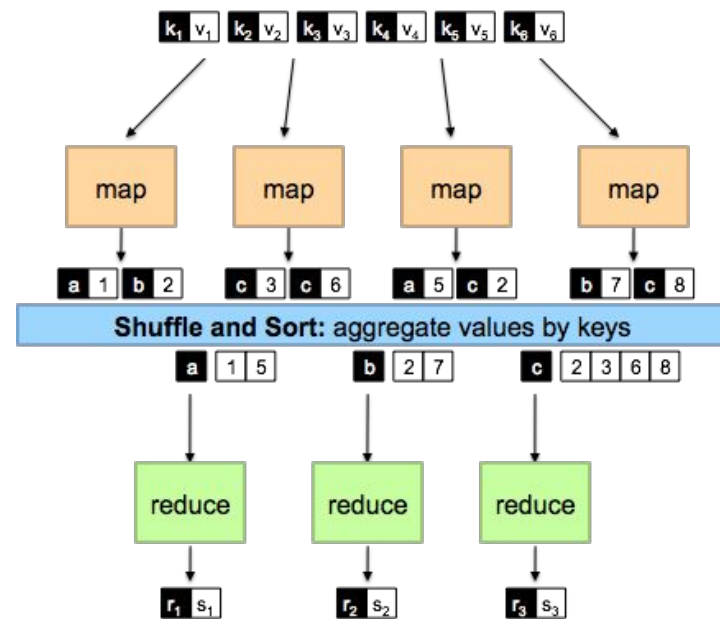 k₁ v₁ k₂ v₂ k₃ v₃ k₄ v₄ k₅ v₅ k₆ v₆
map map map map
a 1 b 2 c 3 c 6 a 5 c 2 b 7 c 8
Shuffle and Sort: aggregate values by keys
a 1 5 b 2 7 c 2 3 6 8
reduce reduce reduce
r₁ s₁ r₂ s₂ r₃ s₃